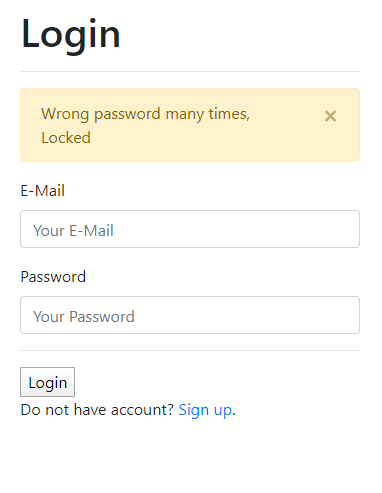 Login
Wrong password many times, ×
Locked
E-Mail
Your E-Mail
Password
Your Password
Login
Do not have account? Sign up.